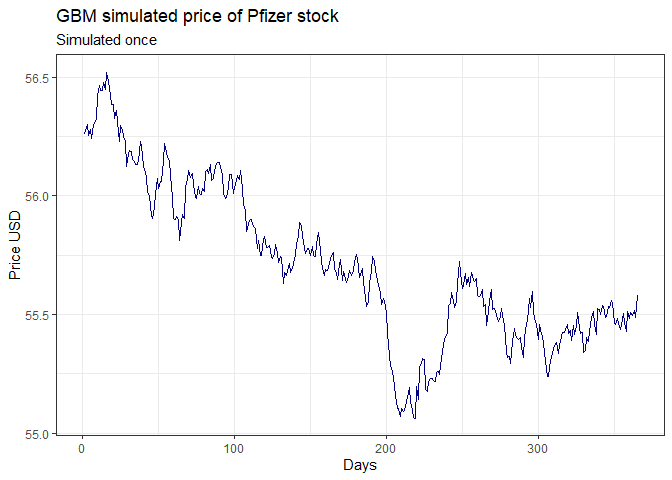 GBM simulated price of Pfizer stock
Simulated once
56.5
56.0
55.5
55.0
Price USD
0 100 200 300
Days